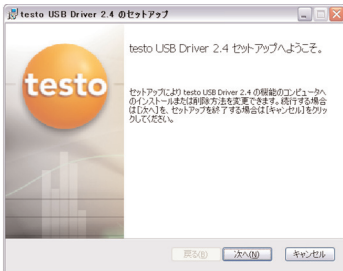 testo USB Driver 2.4 のセットアップ
testo USB Driver 2.4 セットアップへようこそ。
testo
セットアップにより testo USB Driver 2.4 の機能のコンピュータへ
のインストールまたは削除方法を変更できます。続行する場合
は[次へ]を、セットアップを終了する場合は[キャンセル]をクリッ
クしてください。
戻る(B)
次へ(N)
キャンセル